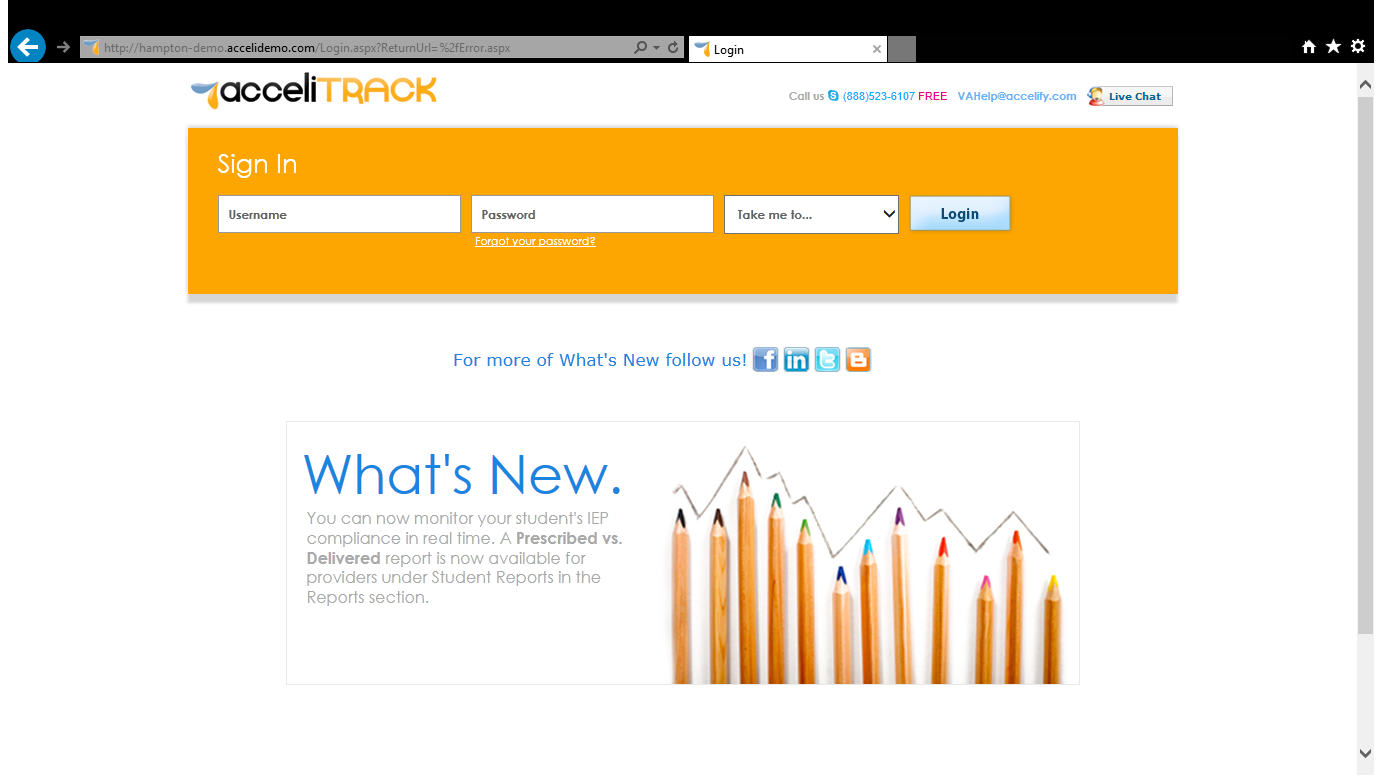 http://hampton-demo.accelidemo.com/Login.aspx?ReturnUrl=%2fError.aspx
Login
acceliTRACK
Call us (888)523-6107 FREE VAHelp@accelify.com Live Chat
Sign In
Username Password Take me to... Login
Forgot your password?
For more of What's New follow us! f in t B
What's New.
You can now monitor your student's IEP
compliance in real time. A Prescribed vs.
Delivered report is now available for
providers under Student Reports in the
Reports section.